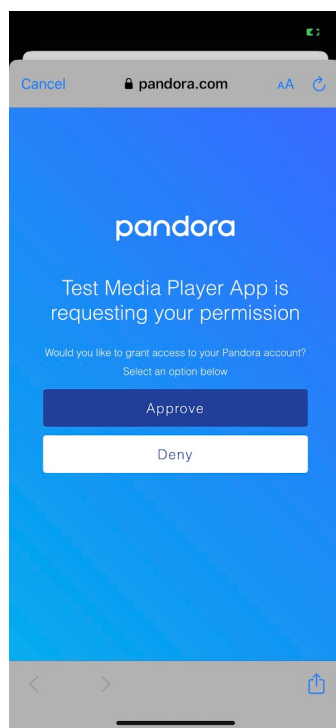 Cancel
pandora.com
AA
pandora
Test Media Player App is
requesting your permission
Would you like to grant access to your Pandora account?
Select an option below
Approve
Deny